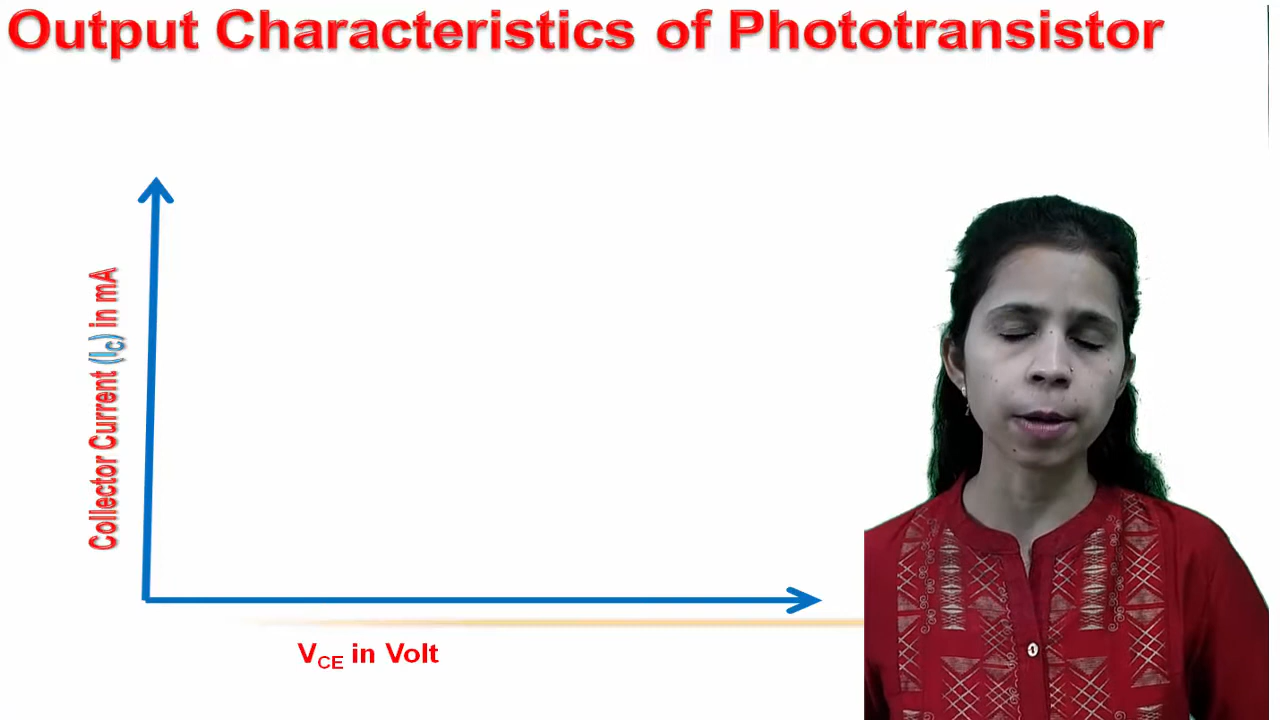 Output Characteristics of Phototransistor
Collector Current (IC) in mA
VCE in Volt